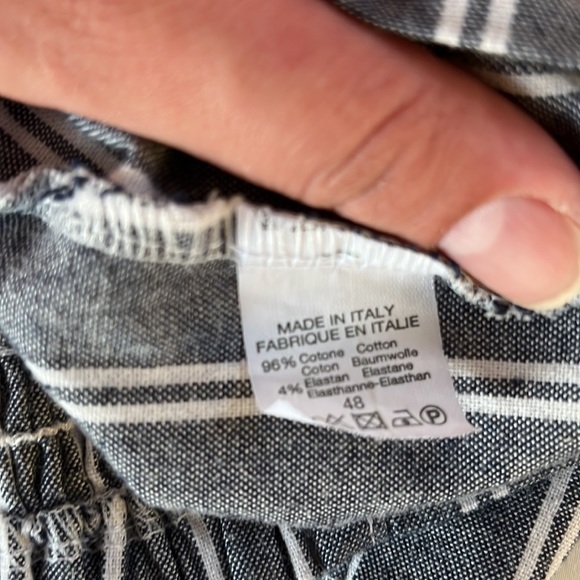 MADE IN ITALY
FABRIQUE EN ITALIE
96% Cotone Cotton
Coton Baumwolle
4% Elastan Elastane
Elasthanne-Elasthan
48
P